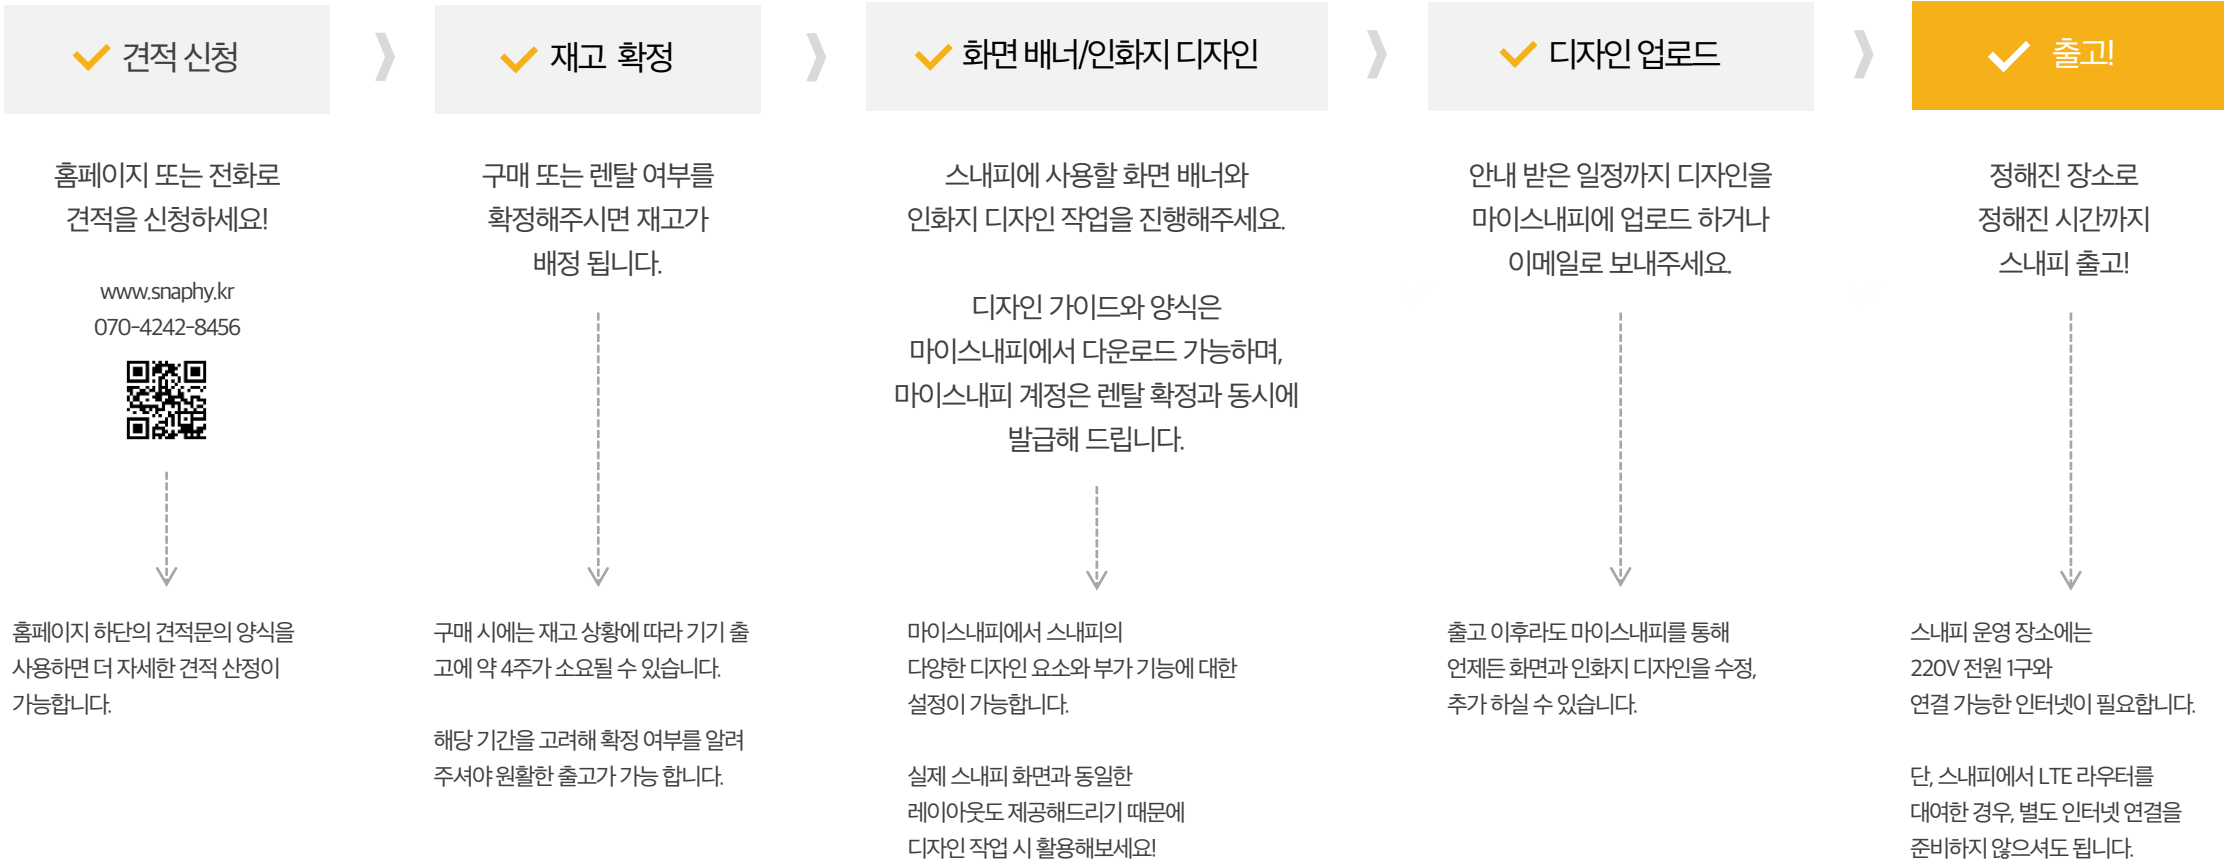 견적 신청
재고 확정
화면 배너/인화지 디자인
디자인 업로드
출고!
홈페이지 또는 전화로
견적을 신청하세요!
www.snaphy.kr
070-4242-8456
구매 또는 렌탈 여부를
확정해주시면 재고가
배정 됩니다.
스내피에 사용할 화면 배너와
인화지 디자인 작업을 진행해주세요.
디자인 가이드와 양식은
마이스내피에서 다운로드 가능하며,
마이스내피 계정은 렌탈 확정과 동시에
발급해 드립니다.
안내 받은 일정까지 디자인을
마이스내피에 업로드 하거나
이메일로 보내주세요.
정해진 장소로
정해진 시간까지
스내피 출고!
홈페이지 하단의 견적문의 양식을
사용하면 더 자세한 견적 산정이
가능합니다.
구매 시에는 재고 상황에 따라 기기 출
고에 약 4주가 소요될 수 있습니다.
해당 기간을 고려해 확정 여부를 알려
주셔야 원활한 출고가 가능 합니다.
마이스내피에서 스내피의
다양한 디자인 요소와 부가 기능에 대한
설정이 가능합니다.
실제 스내피 화면과 동일한
레이아웃도 제공해드리기 때문에
디자인 작업 시 활용해보세요!
출고 이후라도 마이스내피를 통해
언제든 화면과 인화지 디자인을 수정,
추가 하실 수 있습니다.
스내피 운영 장소에는
220V 전원 1구와
연결 가능한 인터넷이 필요합니다.
단, 스내피에서 LTE 라우터를
대여한 경우, 별도 인터넷 연결을
준비하지 않으셔도 됩니다.